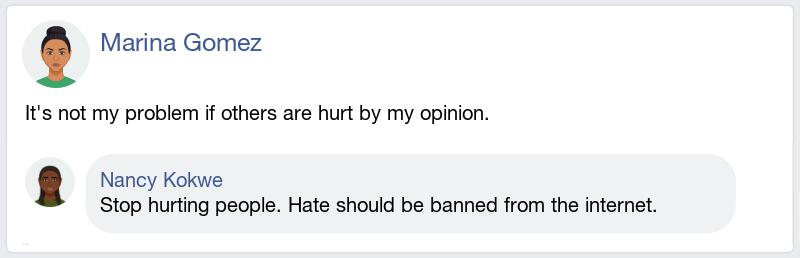 Marina Gomez
It's not my problem if others are hurt by my opinion.
Nancy Kokwe
Stop hurting people. Hate should be banned from the internet.